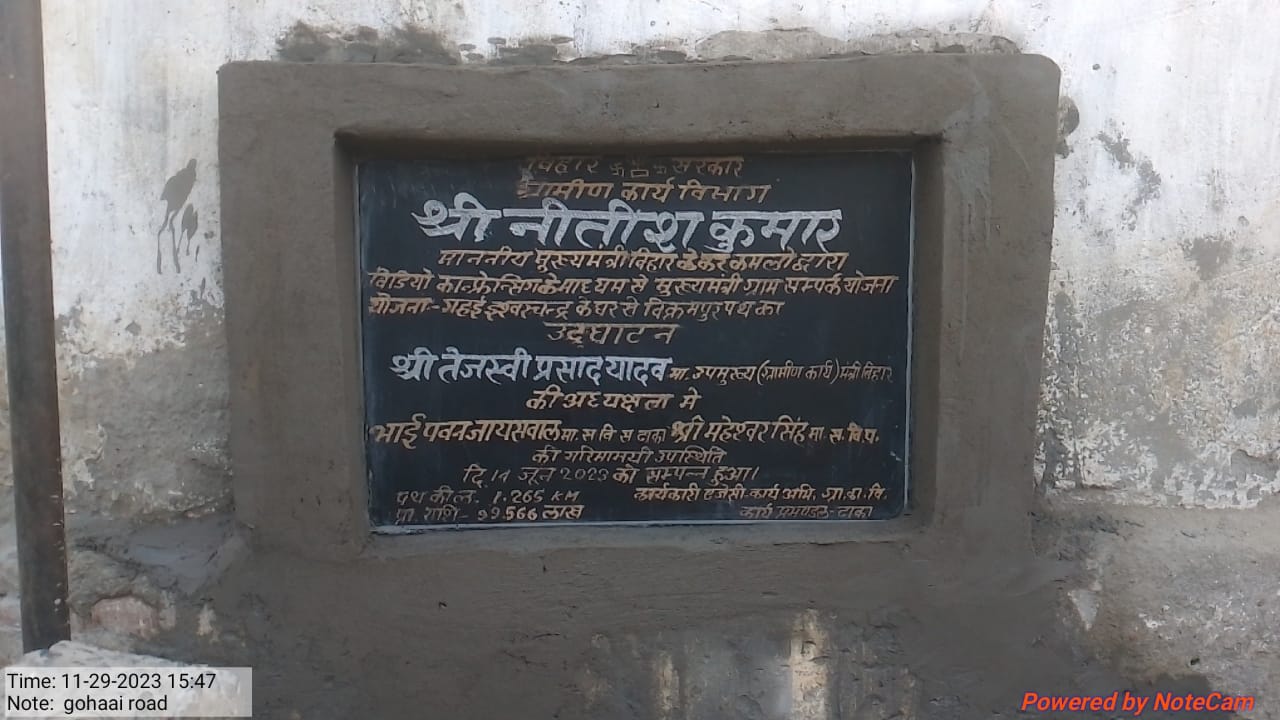 बिहार सरकार
ग्रामीण कार्य विभाग
श्री नीतीश कुमार
माननीय मुख्यमंत्री बिहार के कर कमलो द्वारा
विडियो कान्फ्रेन्सिग के माध्यम से मुख्यमंत्री ग्राम सम्पर्क योजना
योजना:- गहई ईश्वरचन्द्र के घर से विक्रमपुर पथ का
उद्घाटन
श्री तेजस्वी प्रसाद यादव मा. उपमुख्य (ग्रामीण कार्य) मंत्री बिहार
की अध्यक्षता मे
भाई पवन जायसवाल मा. स. वि. स ढाका श्री महेश्वर सिंह मा. स. वि. प.
की गरिमामयी उपस्थिति
दि, 14 जून 2023 को सम्पन्न हुआ।
पथ की ल. 1.265 KM कार्यकारी एजेंसी-कार्य अभि. ग्रा. का. वि.
प्रा. राशि- 99.566 लाख कार्य प्रमण्डल- ढाका
Time: 11-29-2023 15:47
Note: gohaai road
Powered by NoteCam